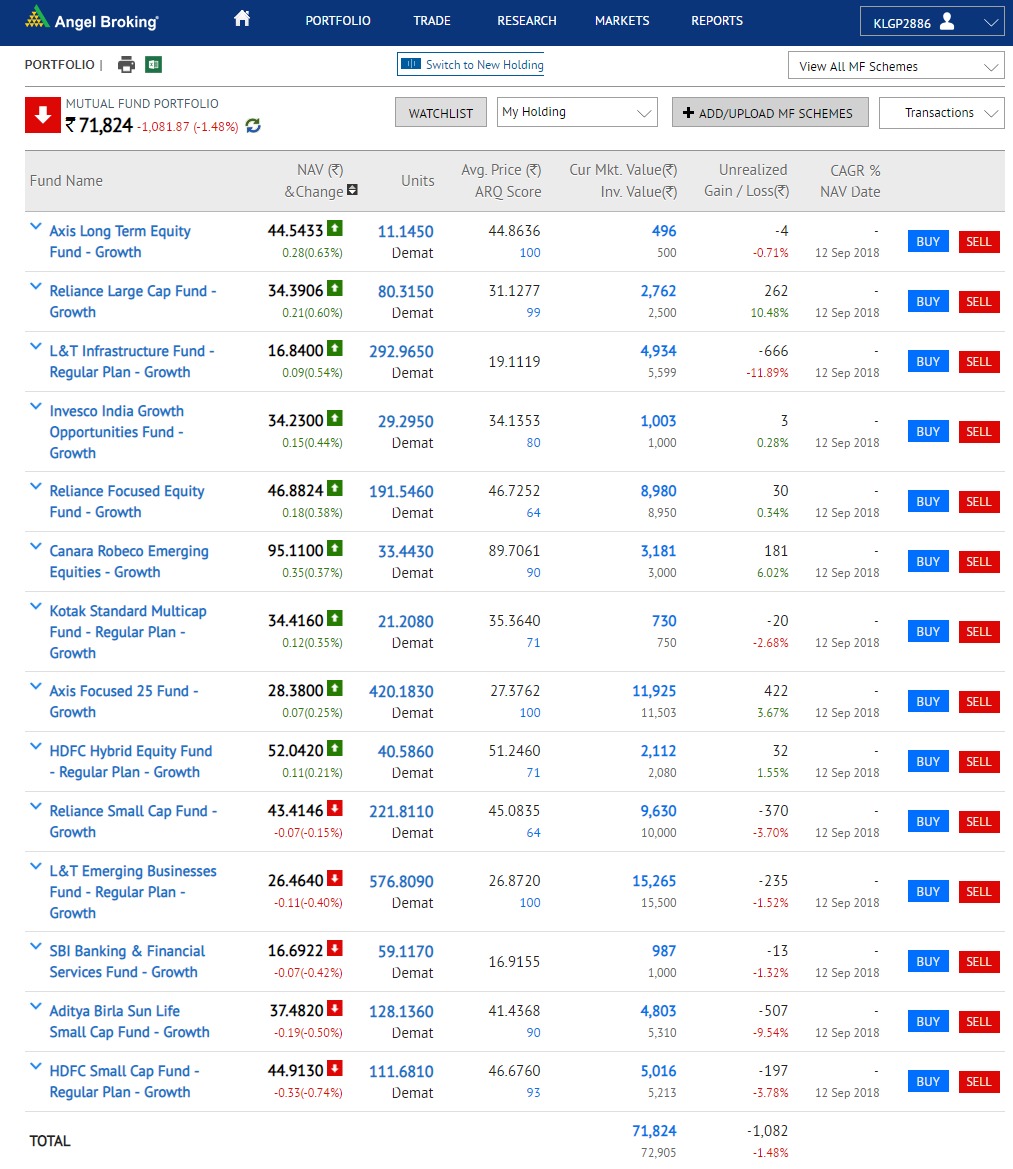 Angel Broking
PORTFOLIO TRADE RESEARCH MARKETS REPORTS KLGP2886
PORTFOLIO | Switch to New Holding View All MF Schemes
MUTUAL FUND PORTFOLIO
₹ 71,824 -1,081.87 (-1.48%) WATCHLIST My Holding + ADD/UPLOAD MF SCHEMES Transactions
Fund Name NAV (₹) &Change Units Avg. Price (₹) ARQ Score Cur Mkt. Value(₹) Inv. Value(₹) Unrealized Gain / Loss(₹) CAGR % NAV Date
Axis Long Term Equity 44.5433 11.1450 44.8636 496 -4 -
Fund - Growth 0.28(0.63%) Demat 100 500 -0.71% 12 Sep 2018 BUY SELL
Reliance Large Cap Fund - 34.3906 80.3150 31.1277 2,762 262 -
Growth 0.21(0.60%) Demat 99 2,500 10.48% 12 Sep 2018 BUY SELL
L&T Infrastructure Fund - 16.8400 292.9650 19.1119 4,934 -666 -
Regular Plan - Growth 0.09(0.54%) Demat 5,599 -11.89% 12 Sep 2018 BUY SELL
Invesco India Growth
Opportunities Fund - 34.2300 29.2950 34.1353 1,003 3 -
Growth 0.15(0.44%) Demat 80 1,000 0.28% 12 Sep 2018 BUY SELL
Reliance Focused Equity 46.8824 191.5460 46.7252 8,980 30 -
Fund - Growth 0.18(0.38%) Demat 64 8,950 0.34% 12 Sep 2018 BUY SELL
Canara Robeco Emerging 95.1100 33.4430 89.7061 3,181 181 -
Equities - Growth 0.35(0.37%) Demat 90 3,000 6.02% 12 Sep 2018 BUY SELL
Kotak Standard Multicap
Fund - Regular Plan - 34.4160 21.2080 35.3640 730 -20 -
Growth 0.12(0.35%) Demat 71 750 -2.68% 12 Sep 2018 BUY SELL
Axis Focused 25 Fund - 28.3800 420.1830 27.3762 11,925 422 -
Growth 0.07(0.25%) Demat 100 11,503 3.67% 12 Sep 2018 BUY SELL
HDFC Hybrid Equity Fund 52.0420 40.5860 51.2460 2,112 32 -
- Regular Plan - Growth 0.11(0.21%) Demat 71 2,080 1.55% 12 Sep 2018 BUY SELL
Reliance Small Cap Fund - 43.4146 221.8110 45.0835 9,630 -370 -
Growth -0.07(-0.15%) Demat 64 10,000 -3.70% 12 Sep 2018 BUY SELL
L&T Emerging Businesses
Fund - Regular Plan - 26.4640 576.8090 26.8720 15,265 -235 -
Growth -0.11(-0.40%) Demat 100 15,500 -1.52% 12 Sep 2018 BUY SELL
SBI Banking & Financial 16.6922 59.1170 16.9155 987 -13 -
Services Fund - Growth -0.07(-0.42%) Demat 1,000 -1.32% 12 Sep 2018 BUY SELL
Aditya Birla Sun Life 37.4820 128.1360 41.4368 4,803 -507 -
Small Cap Fund - Growth -0.19(-0.50%) Demat 90 5,310 -9.54% 12 Sep 2018 BUY SELL
HDFC Small Cap Fund - 44.9130 111.6810 46.6760 5,016 -197 -
Regular Plan - Growth -0.33(-0.74%) Demat 93 5,213 -3.78% 12 Sep 2018 BUY SELL
TOTAL 71,824 -1,082
72,905 -1.48%